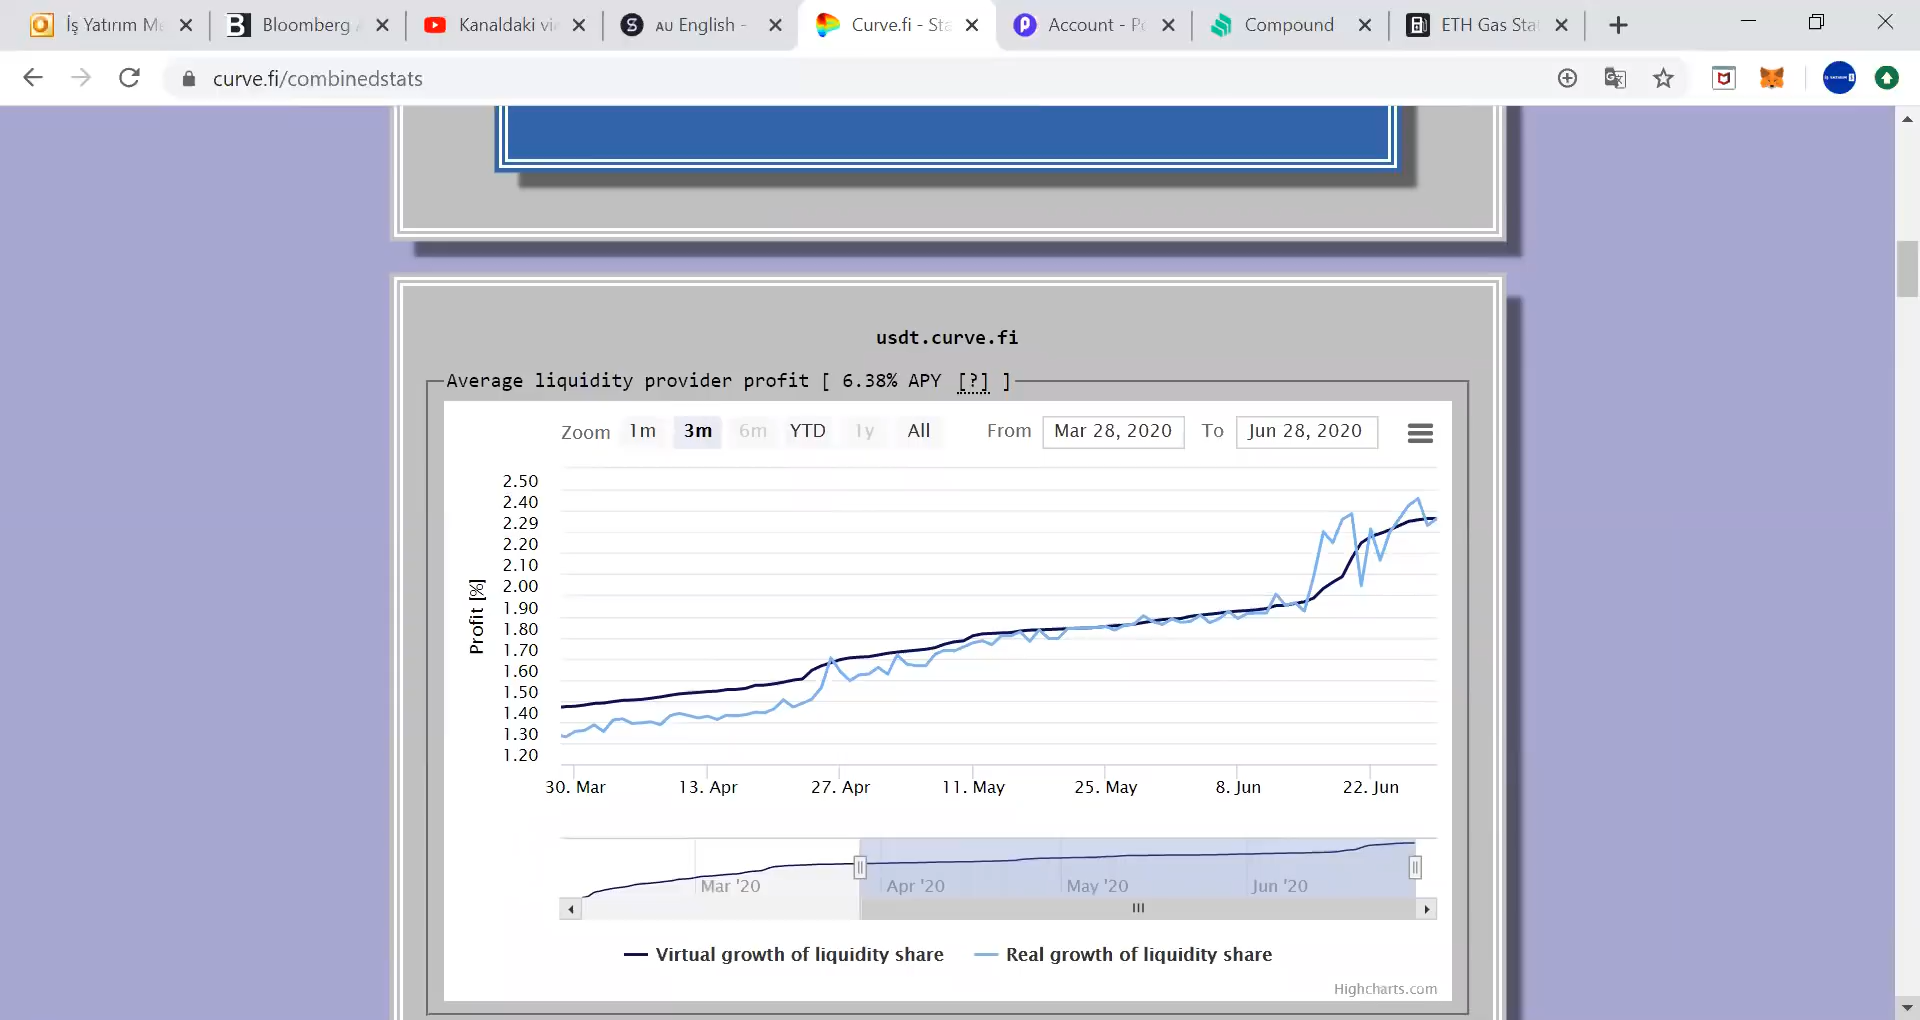 İş Yatırım Me
Bloomberg
Kanaldaki vi
AU English -
Curve.fi - Sta
Account - P
Compound
ETH Gas Stat
curve.fi/combinedstats
usdt.curve.fi
Average liquidity provider profit [ 6.38% APY [?] ]
Zoom 1m 3m 6m YTD 1y All From Mar 28, 2020 To Jun 28, 2020
Profit [%]
2.50
2.40
2.29
2.20
2.10
2.00
1.90
1.80
1.70
1.60
1.50
1.40
1.30
1.20
30. Mar 13. Apr 27. Apr 11. May 25. May 8. Jun 22. Jun
Mar '20 Apr '20 May '20 Jun '20
Virtual growth of liquidity share Real growth of liquidity share
Highcharts.com